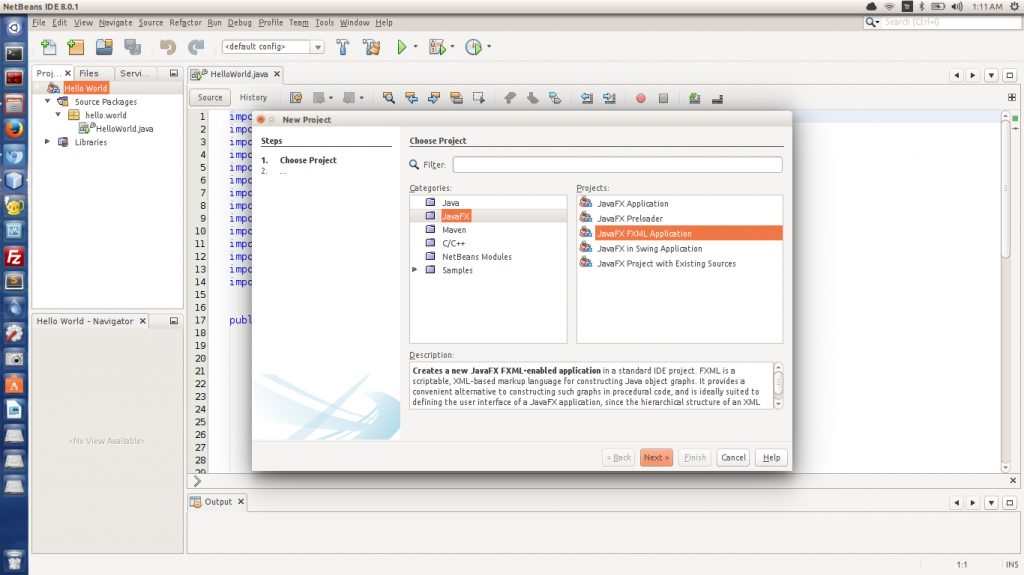 NetBeans IDE 8.0.1
1:11 AM
File Edit View Navigate Source Refactor Run Debug Profile Team Tools Window Help
Search (Ctrl+I)
<default config>
Proj... Files Servi...
HelloWorld.java
Hello World
Source Packages
hello.world
HelloWorld.java
Libraries
Source History
1 impo
2 impo
3 impo
4 impo
5 impo
6 impo
7 impo
8 impo
9 impo
10 impo
11 impo
12 impo
13 impo
14 impo
15
16
17 publ
18
19
20
21
22
23
24
25
26
27
28
29
New Project
Steps
1. Choose Project
2. ...
Choose Project
Filter:
Categories:
Java
JavaFX
Maven
C/C++
NetBeans Modules
Samples
Projects:
JavaFX Application
JavaFX Preloader
JavaFX FXML Application
JavaFX in Swing Application
JavaFX Project with Existing Sources
Description:
Creates a new JavaFX FXML-enabled application in a standard IDE project. FXML is a
scriptable, XML-based markup language for constructing Java object graphs. It provides a
convenient alternative to constructing such graphs in procedural code, and is ideally suited to
defining the user interface of a JavaFX application, since the hierarchical structure of an XML
< Back Next > Finish Cancel Help
Hello World - Navigator
<No View Available>
Output
1:1 INS